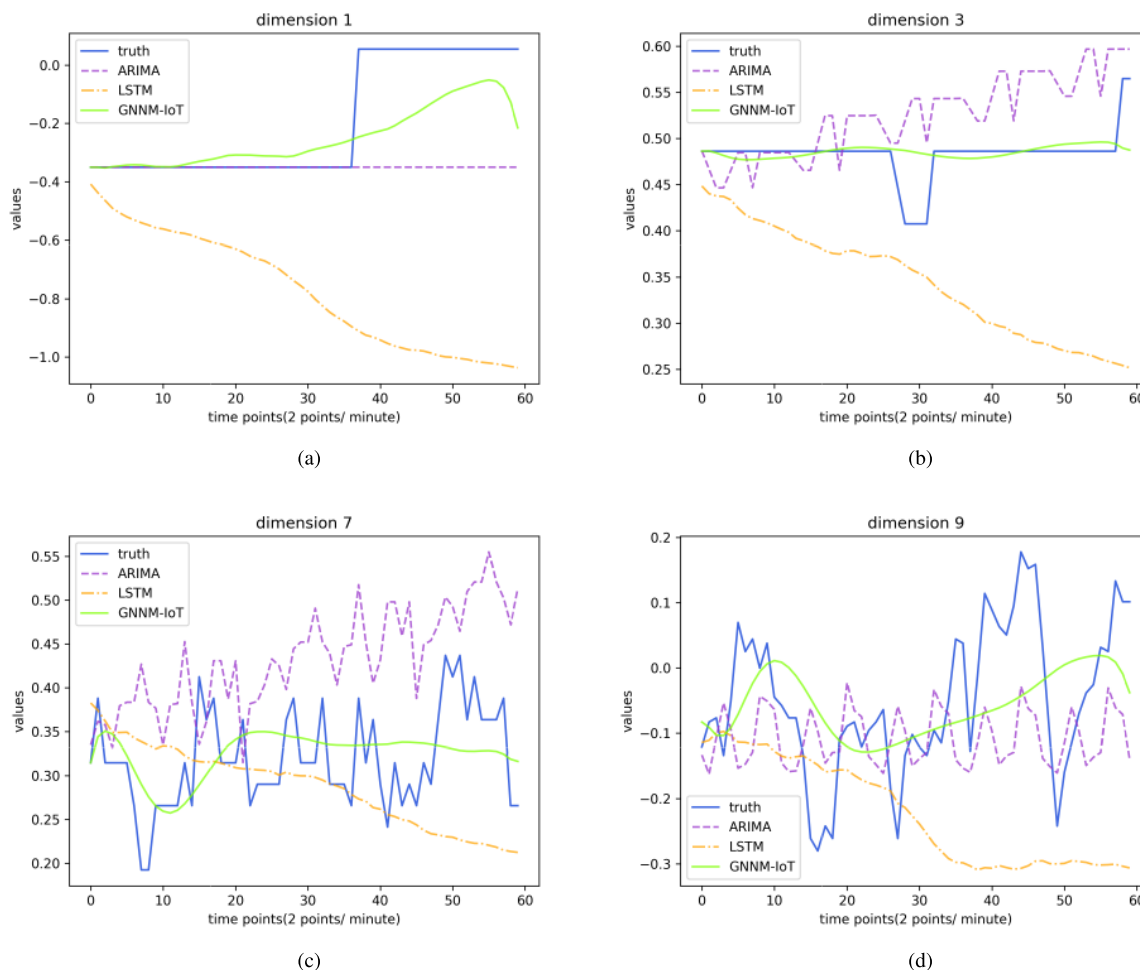 dimension 1
truth
ARIMA
LSTM
GNNM-IoT
0.0
−0.2
−0.4
−0.6
−0.8
−1.0
values
0 10 20 30 40 50 60
time points(2 points/ minute)
(a)
dimension 3
truth
ARIMA
LSTM
GNNM-IoT
0.60
0.55
0.50
0.45
0.40
0.35
0.30
0.25
values
0 10 20 30 40 50 60
time points(2 points/ minute)
(b)
dimension 7
truth
ARIMA
LSTM
GNNM-IoT
0.55
0.50
0.45
0.40
0.35
0.30
0.25
0.20
values
0 10 20 30 40 50 60
time points(2 points/ minute)
(c)
dimension 9
0.2
0.1
0.0
−0.1
−0.2
−0.3
values
truth
ARIMA
LSTM
GNNM-IoT
0 10 20 30 40 50 60
time points(2 points/ minute)
(d)